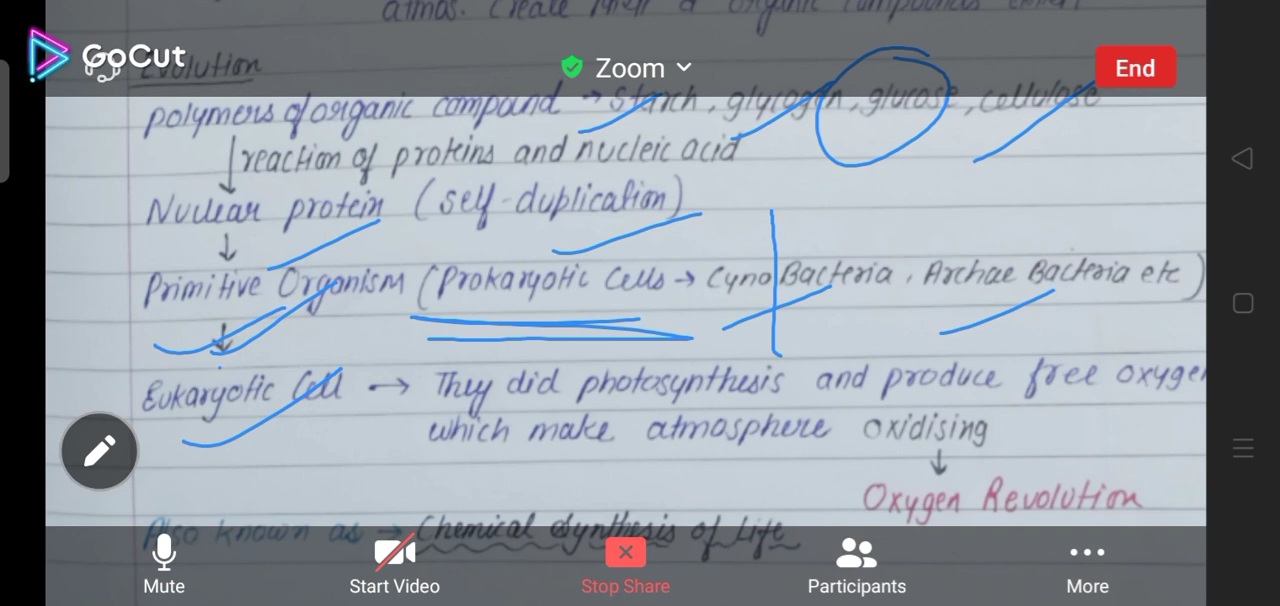 atmos. Create
GoCut
Evolution
Zoom
End
polymers of organic compound → Starch, glycogen, glucose, cellulose
reaction of proteins and nucleic acid
Nuclear protein (self-duplication)
Primitive Organism (Prokaryotic Cells → Cyno Bacteria, Archae Bacteria etc)
Eukaryotic Cell → They did photosynthesis and produce free oxygen
which make atmosphere oxidising
Oxygen Revolution
Also known as → Chemical Synthesis of Life
Mute
Start Video
Stop Share
Participants
More